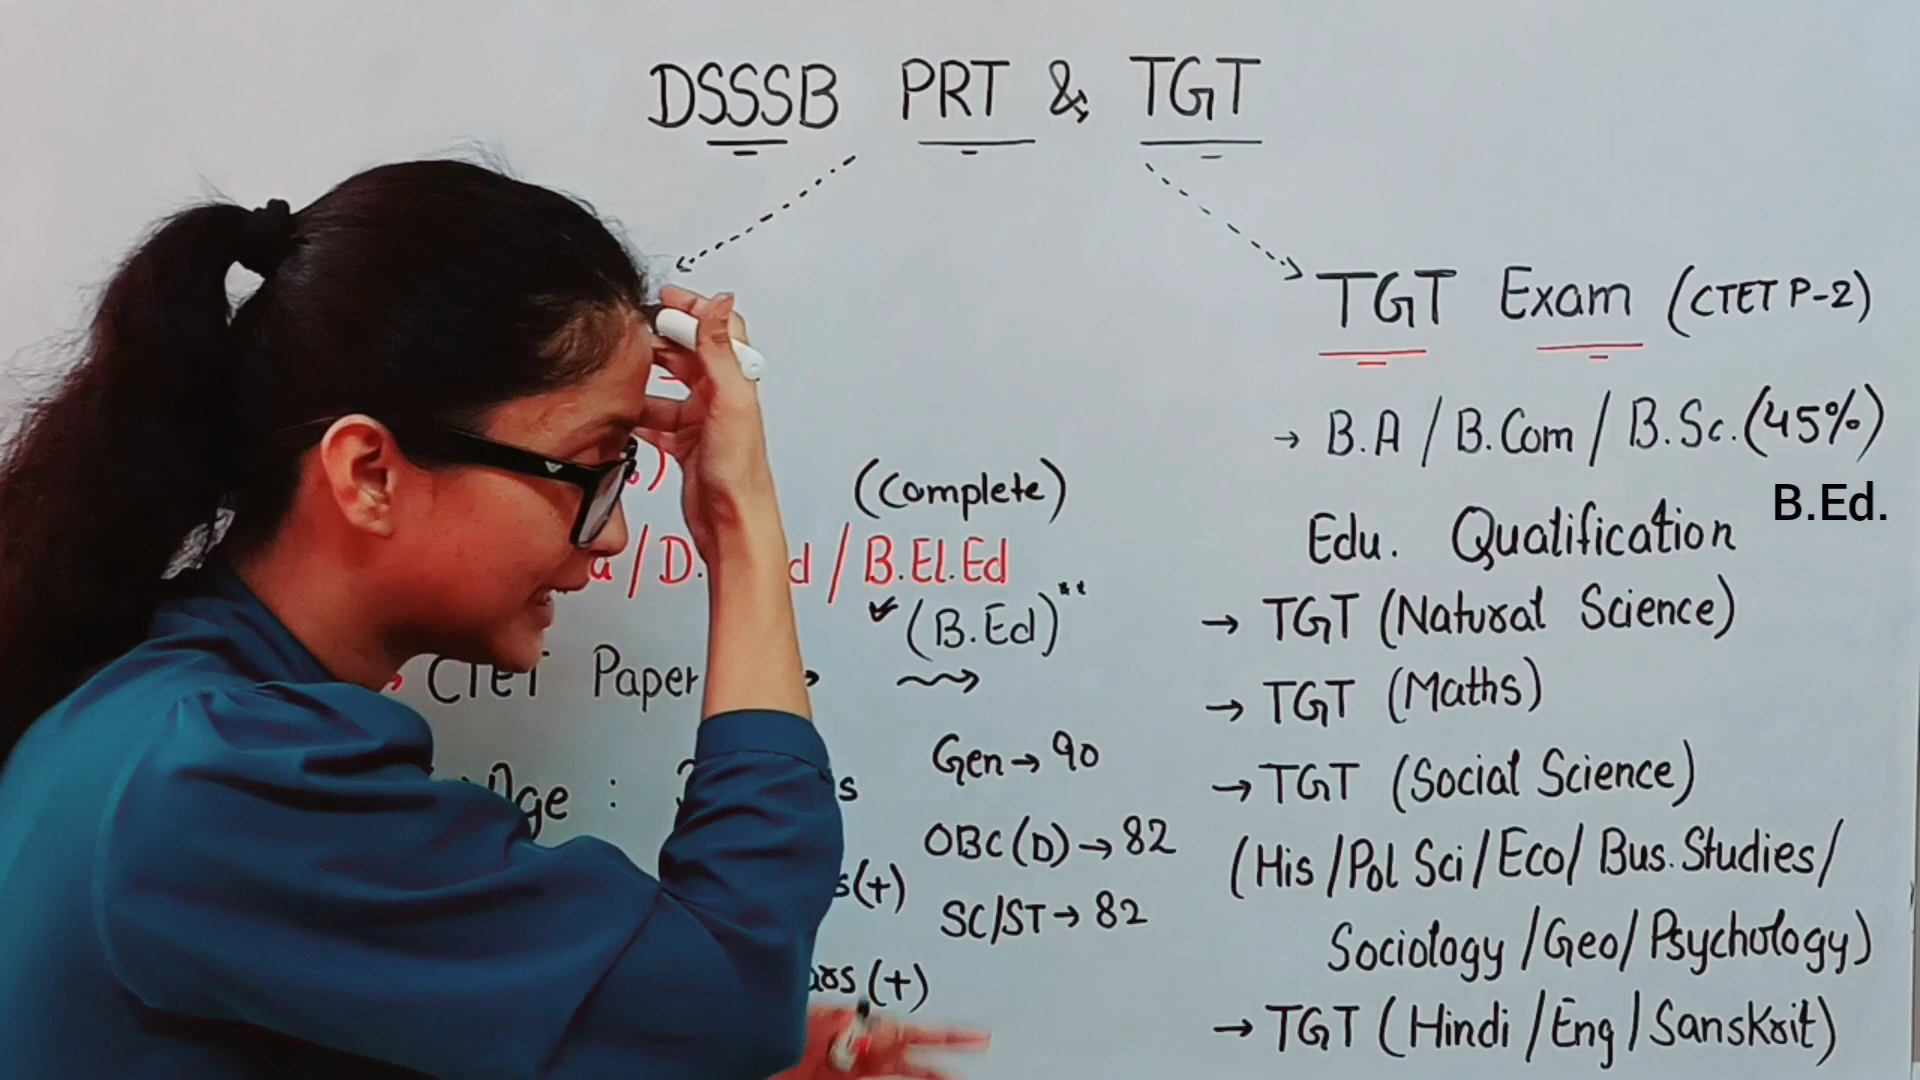 DSSSB PRT & TGT
(Complete)
/ B.El.Ed
(B.Ed)**
CTET Paper
Age :
Gen → 90
OBC (D) → 82
s(+)
SC/ST → 82
(+)
TGT Exam (CTET P-2)
→ B.A / B.Com / B.Sc. (45%)
B.Ed.
Edu. Qualification
→ TGT (Natural Science)
→ TGT (Maths)
→ TGT (Social Science)
(His / Pol Sci / Eco / Bus. Studies /
Sociology / Geo / Psychology)
→ TGT (Hindi / Eng / Sanskrit)